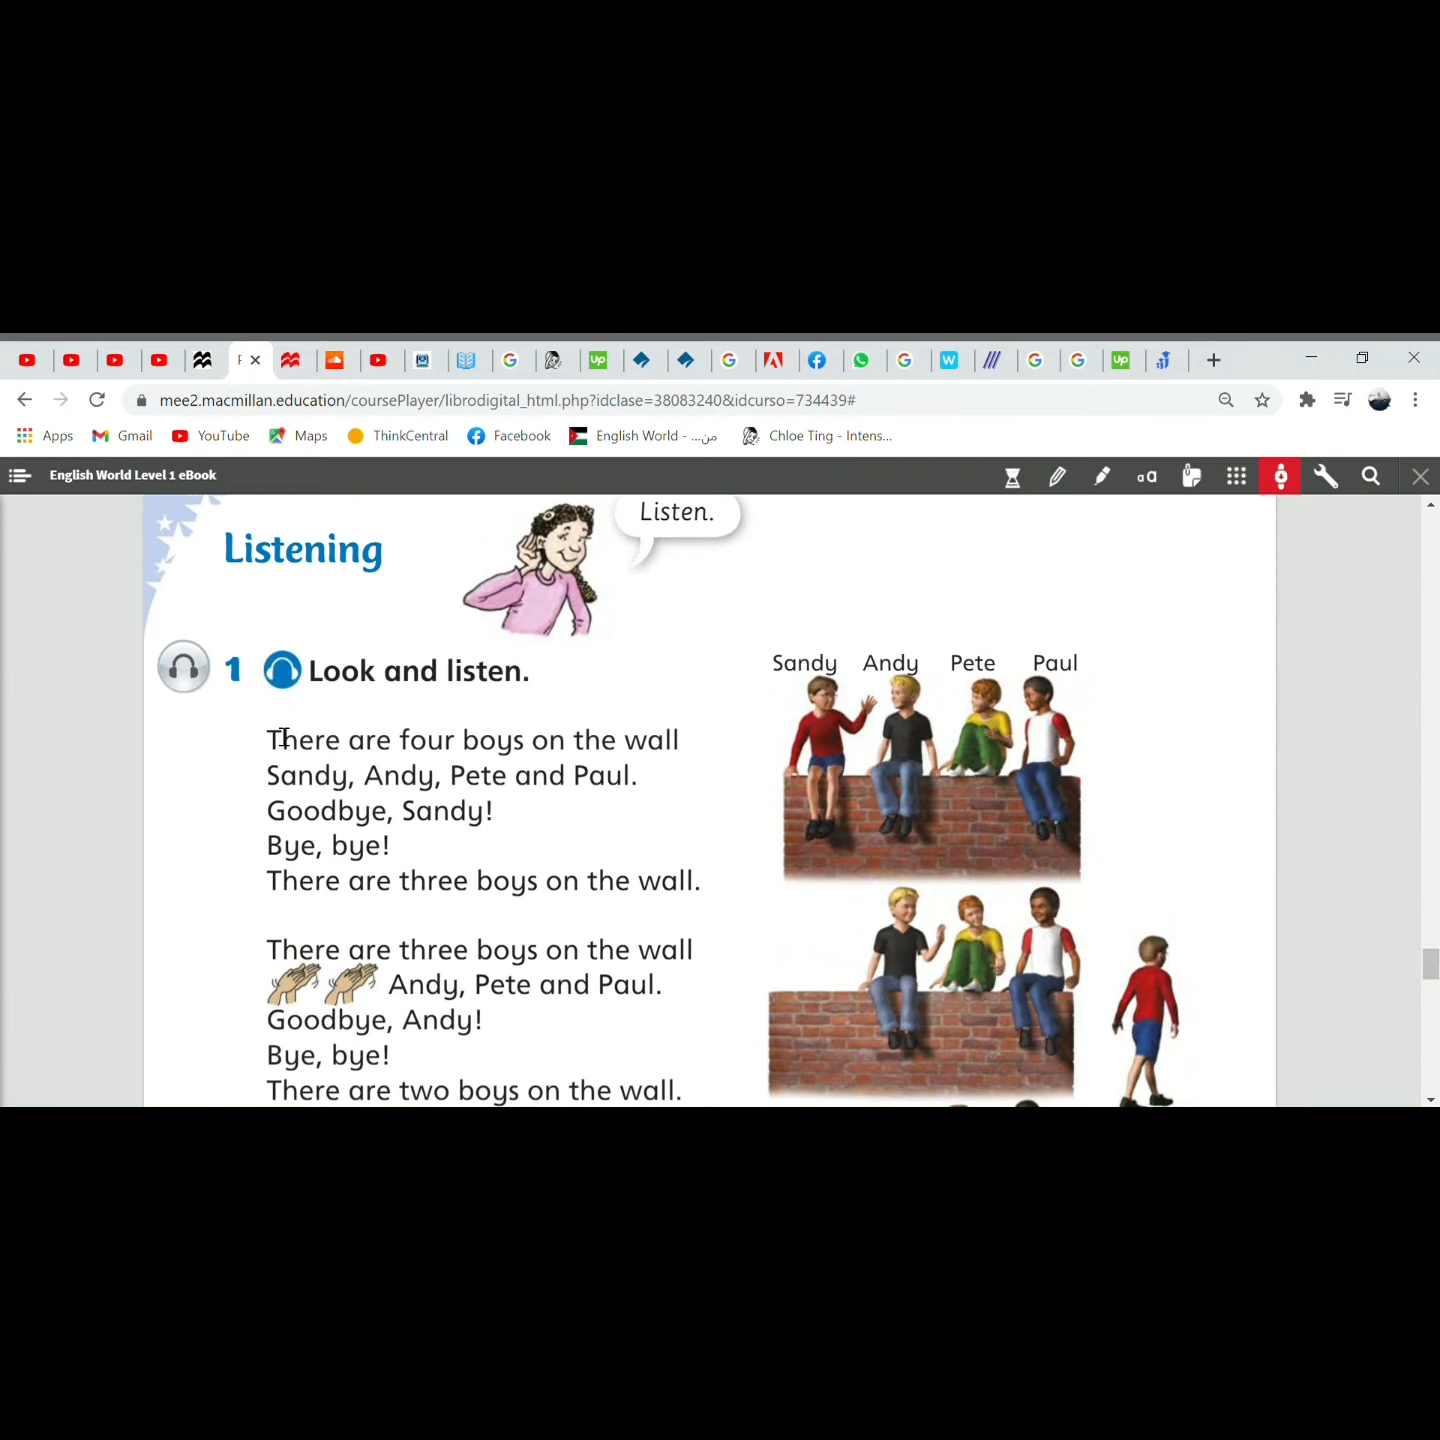 mee2.macmillan.education/coursePlayer/librodigital_html.php?idclase=38083240&idcurso=734439#
Apps Gmail YouTube Maps ThinkCentral Facebook English World - ...من Chloe Ting - Intens...
English World Level 1 eBook
Listen.
Listening
1 Look and listen.
Sandy Andy Pete Paul
There are four boys on the wall
Sandy, Andy, Pete and Paul.
Goodbye, Sandy!
Bye, bye!
There are three boys on the wall.
There are three boys on the wall
Andy, Pete and Paul.
Goodbye, Andy!
Bye, bye!
There are two boys on the wall.